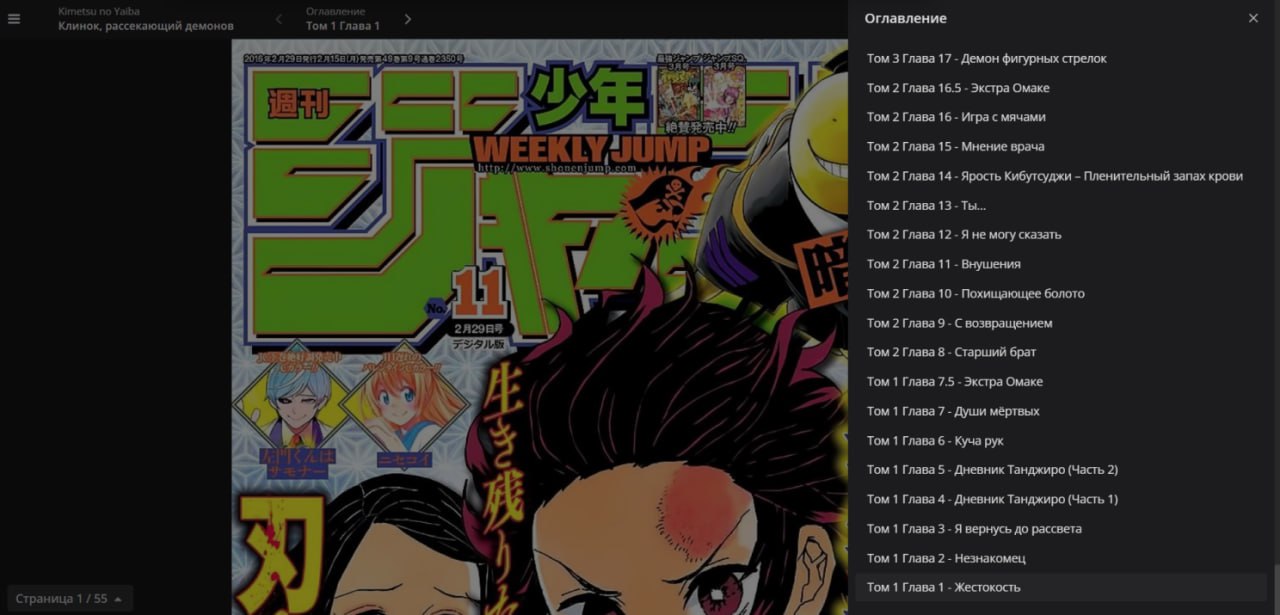 Kimetsu no Yaiba
Клинок, рассекающий демонов
Оглавление
Том 1 Глава 1
2016年2月29日発行2月15日(月)発売第49巻第9号通巻2350号
週刊
少年
ジャンプ
WEEKLY JUMP
http://www.shonenjump.com
絶賛発売中!!
暗
No. 11
2月29日号
デジタル版
左門くんは
サモナー
ニセコイ
生き残り
刃
Страница 1 / 55
Оглавление
Том 3 Глава 17 - Демон фигурных стрелок
Том 2 Глава 16.5 - Экстра Омаке
Том 2 Глава 16 - Игра с мячами
Том 2 Глава 15 - Мнение врача
Том 2 Глава 14 - Ярость Кибутсуджи – Пленительный запах крови
Том 2 Глава 13 - Ты...
Том 2 Глава 12 - Я не могу сказать
Том 2 Глава 11 - Внушения
Том 2 Глава 10 - Похищающее болото
Том 2 Глава 9 - С возвращением
Том 2 Глава 8 - Старший брат
Том 1 Глава 7.5 - Экстра Омаке
Том 1 Глава 7 - Души мёртвых
Том 1 Глава 6 - Куча рук
Том 1 Глава 5 - Дневник Танджиро (Часть 2)
Том 1 Глава 4 - Дневник Танджиро (Часть 1)
Том 1 Глава 3 - Я вернусь до рассвета
Том 1 Глава 2 - Незнакомец
Том 1 Глава 1 - Жестокость